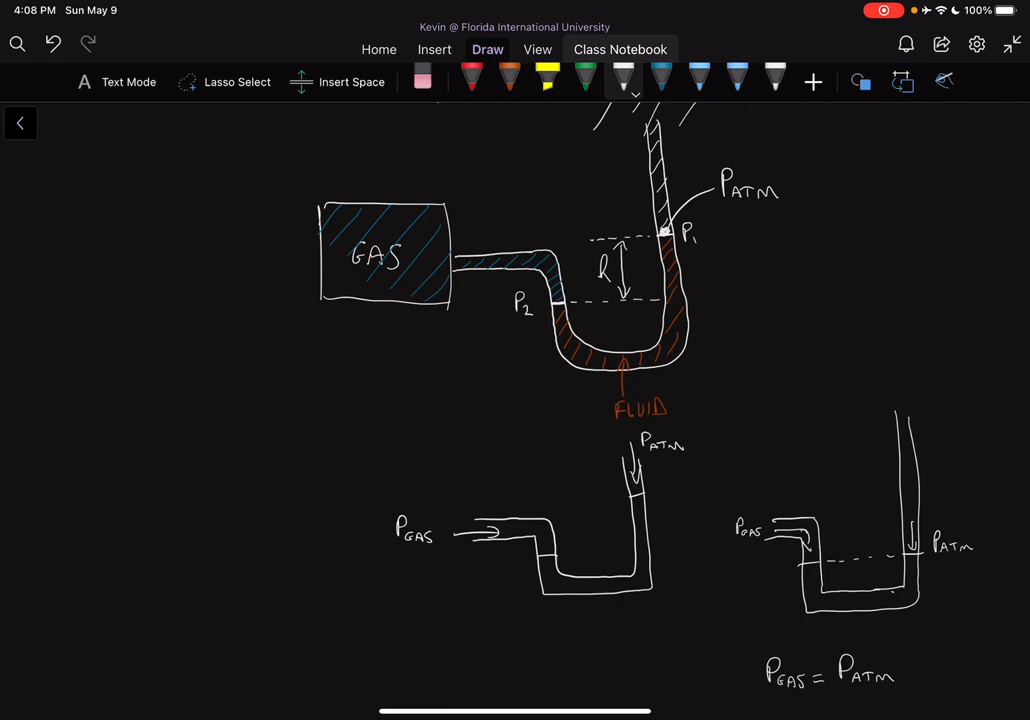 4:08 PM Sun May 9
100%
Kevin @ Florida International University
Home Insert Draw View Class Notebook
A Text Mode Lasso Select Insert Space
PATM
P1
GAS
R
P2
FLUID
PATM
PGAS
PGAS
PATM
PGAS = PATM